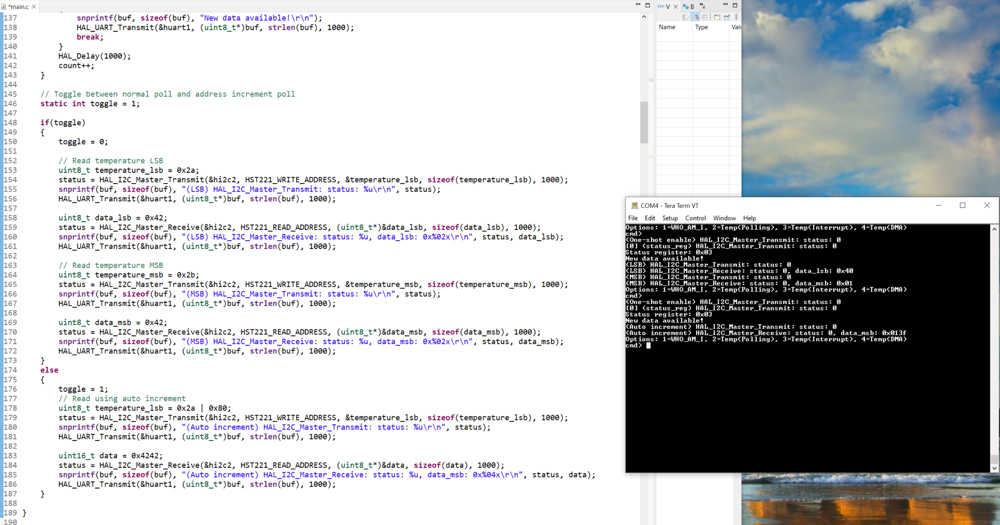 *main.c
137 snprintf(buf, sizeof(buf), "New data available!\r\n");
138 HAL_UART_Transmit(&huart1, (uint8_t*)buf, strlen(buf), 1000);
139 break;
140 }
141 HAL_Delay(1000);
142 count++;
143 }
144
145 // Toggle between normal poll and address increment poll
146 static int toggle = 1;
147
148 if(toggle)
149 {
150 toggle = 0;
151
152 // Read temperature LSB
153 uint8_t temperature_lsb = 0x2a;
154 status = HAL_I2C_Master_Transmit(&hi2c2, HST221_WRITE_ADDRESS, &temperature_lsb, sizeof(temperature_lsb), 1000);
155 snprintf(buf, sizeof(buf), "(LSB) HAL_I2C_Master_Transmit: status: %u\r\n", status);
156 HAL_UART_Transmit(&huart1, (uint8_t*)buf, strlen(buf), 1000);
157
158 uint8_t data_lsb = 0x42;
159 status = HAL_I2C_Master_Receive(&hi2c2, HST221_READ_ADDRESS, (uint8_t*)&data_lsb, sizeof(data_lsb), 1000);
160 snprintf(buf, sizeof(buf), "(LSB) HAL_I2C_Master_Receive: status: %u, data_lsb: 0x%02x\r\n", status, data_lsb);
161 HAL_UART_Transmit(&huart1, (uint8_t*)buf, strlen(buf), 1000);
162
163 // Read temperature MSB
164 uint8_t temperature_msb = 0x2b;
165 status = HAL_I2C_Master_Transmit(&hi2c2, HST221_WRITE_ADDRESS, &temperature_msb, sizeof(temperature_msb), 1000);
166 snprintf(buf, sizeof(buf), "(MSB) HAL_I2C_Master_Transmit: status: %u\r\n", status);
167 HAL_UART_Transmit(&huart1, (uint8_t*)buf, strlen(buf), 1000);
168
169 uint8_t data_msb = 0x42;
170 status = HAL_I2C_Master_Receive(&hi2c2, HST221_READ_ADDRESS, (uint8_t*)&data_msb, sizeof(data_msb), 1000);
171 snprintf(buf, sizeof(buf), "(MSB) HAL_I2C_Master_Receive: status: %u, data_msb: 0x%02x\r\n", status, data_msb);
172 HAL_UART_Transmit(&huart1, (uint8_t*)buf, strlen(buf), 1000);
173 }
174 else
175 {
176 toggle = 1;
177 // Read using auto increment
178 uint8_t temperature_lsb = 0x2a | 0x80;
179 status = HAL_I2C_Master_Transmit(&hi2c2, HST221_WRITE_ADDRESS, &temperature_lsb, sizeof(temperature_lsb), 1000);
180 snprintf(buf, sizeof(buf), "(Auto increment) HAL_I2C_Master_Transmit: status: %u\r\n", status);
181 HAL_UART_Transmit(&huart1, (uint8_t*)buf, strlen(buf), 1000);
182
183 uint16_t data = 0x4242;
184 status = HAL_I2C_Master_Receive(&hi2c2, HST221_READ_ADDRESS, (uint8_t*)&data, sizeof(data), 1000);
185 snprintf(buf, sizeof(buf), "(Auto increment) HAL_I2C_Master_Receive: status: %u, data_msb: 0x%04x\r\n", status, data);
186 HAL_UART_Transmit(&huart1, (uint8_t*)buf, strlen(buf), 1000);
187 }
188
189 }
190
(x)= V B »4
Name Type Valu
COM4 - Tera Term VT
File Edit Setup Control Window Help
Options: 1=WHO_AM_I, 2=Temp(Polling), 3=Temp(Interrupt), 4=Temp(DMA)
cmd>
(One-shot enable) HAL_I2C_Master_Transmit: status: 0
[0] (status_reg) HAL_I2C_Master_Transmit: status: 0
Status register: 0x03
New data available!
(LSB) HAL_I2C_Master_Transmit: status: 0
(LSB) HAL_I2C_Master_Receive: status: 0, data_lsb: 0x40
(MSB) HAL_I2C_Master_Transmit: status: 0
(MSB) HAL_I2C_Master_Receive: status: 0, data_msb: 0x01
Options: 1=WHO_AM_I, 2=Temp(Polling), 3=Temp(Interrupt), 4=Temp(DMA)
cmd>
(One-shot enable) HAL_I2C_Master_Transmit: status: 0
[0] (status_reg) HAL_I2C_Master_Transmit: status: 0
Status register: 0x03
New data available!
(Auto increment) HAL_I2C_Master_Transmit: status: 0
(Auto increment) HAL_I2C_Master_Receive: status: 0, data_msb: 0x013f
Options: 1=WHO_AM_I, 2=Temp(Polling), 3=Temp(Interrupt), 4=Temp(DMA)
cmd>